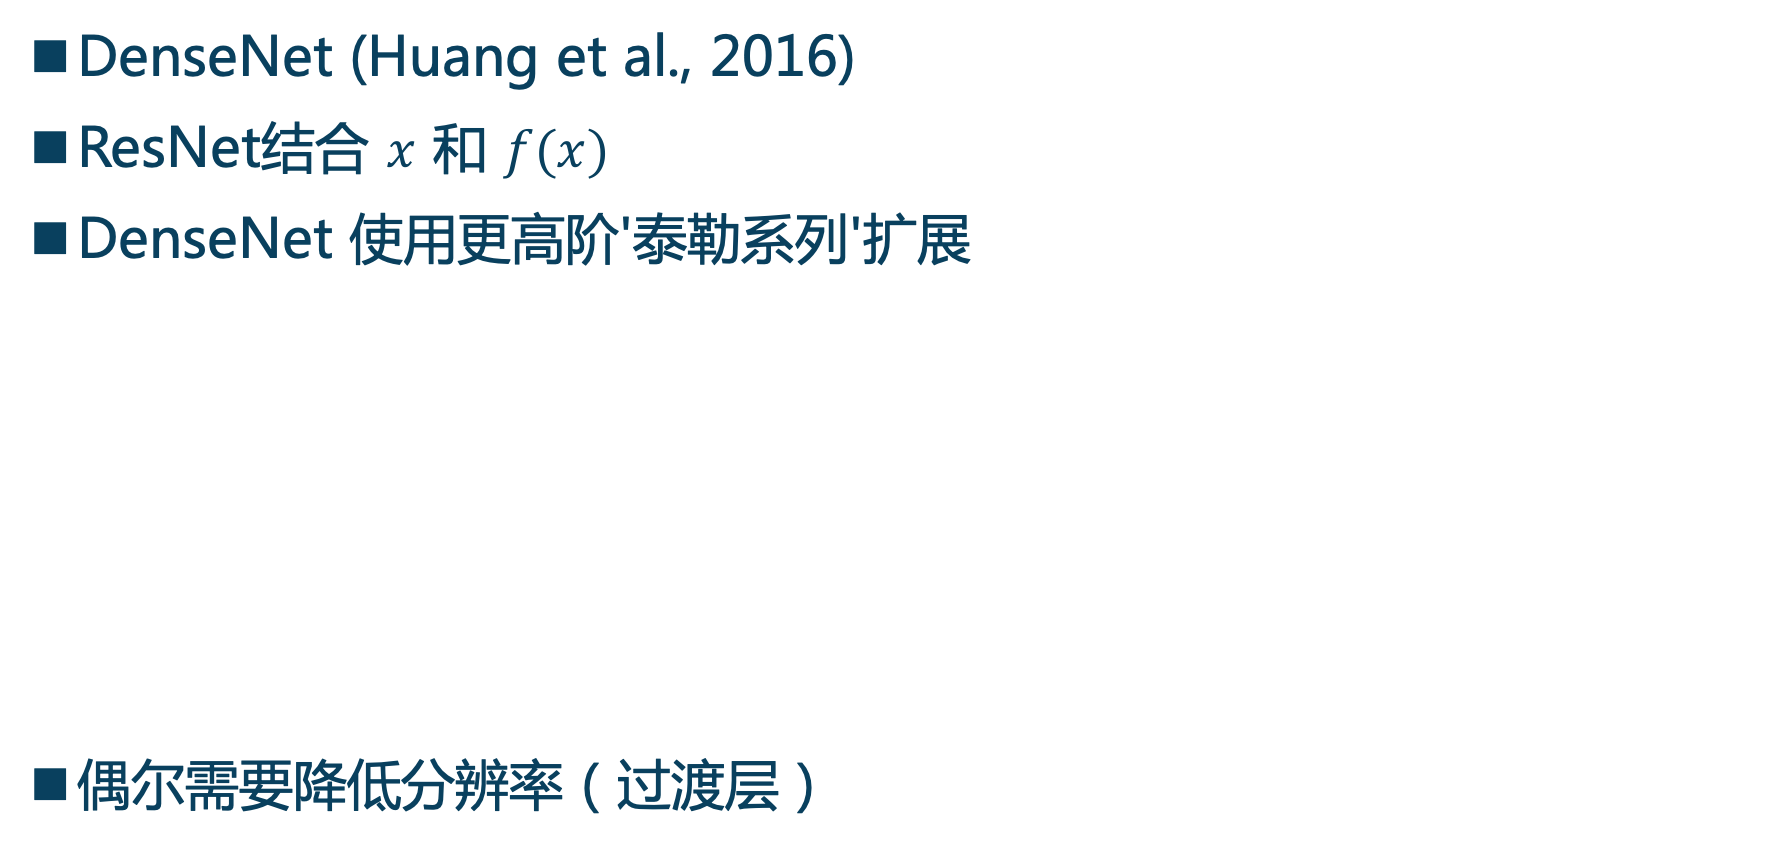 ■DenseNet (Huang et al., 2016)
■ResNet结合 x 和 f(x)
■DenseNet 使用更高阶'泰勒系列'扩展
■偶尔需要降低分辨率（过渡层）